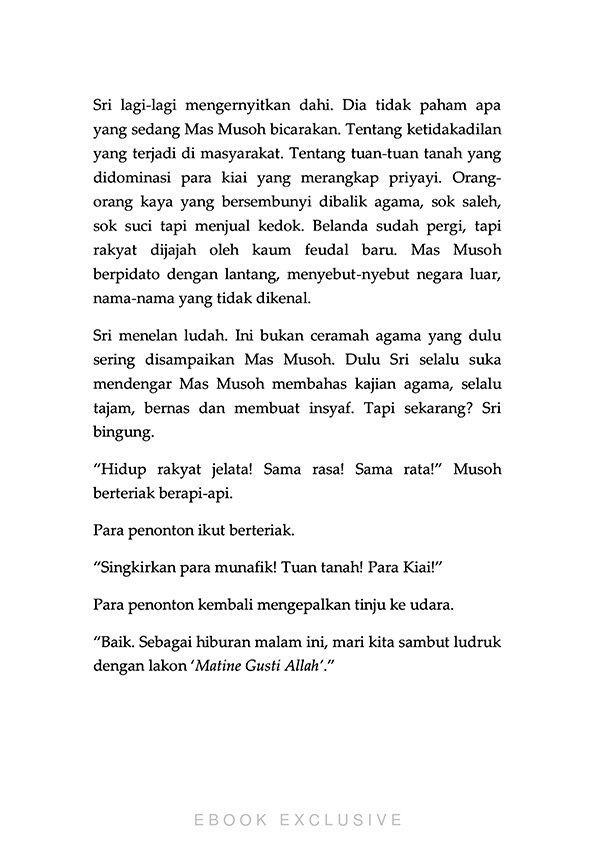 Sri lagi-lagi mengernyitkan dahi. Dia tidak paham apa
yang sedang Mas Musoh bicarakan. Tentang ketidakadilan
yang terjadi di masyarakat. Tentang tuan-tuan tanah yang
didominasi para kiai yang merangkap priyayi. Orang-
orang kaya yang bersembunyi dibalik agama, sok saleh,
sok suci tapi menjual kedok. Belanda sudah pergi, tapi
rakyat dijajah oleh kaum feudal baru. Mas Musoh
berpidato dengan lantang, menyebut-nyebut negara luar,
nama-nama yang tidak dikenal.
Sri menelan ludah. Ini bukan ceramah agama yang dulu
sering disampaikan Mas Musoh. Dulu Sri selalu suka
mendengar Mas Musoh membahas kajian agama, selalu
tajam, bernas dan membuat insyaf. Tapi sekarang? Sri
bingung.
“Hidup rakyat jelata! Sama rasa! Sama rata!” Musoh
berteriak berapi-api.
Para penonton ikut berteriak.
“Singkirkan para munafik! Tuan tanah! Para Kiai!”
Para penonton kembali mengepalkan tinju ke udara.
“Baik. Sebagai hiburan malam ini, mari kita sambut ludruk
dengan lakon ‘Matine Gusti Allah’.”
EBOOK EXCLUSIVE